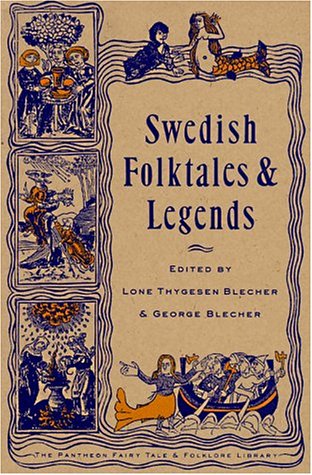 Swedish
Folktales &
Legends
EDITED BY
LONE THYGESEN BLECHER
& GEORGE BLECHER
THE PANTHEON FAIRY TALE & FOLKLORE LIBRARY